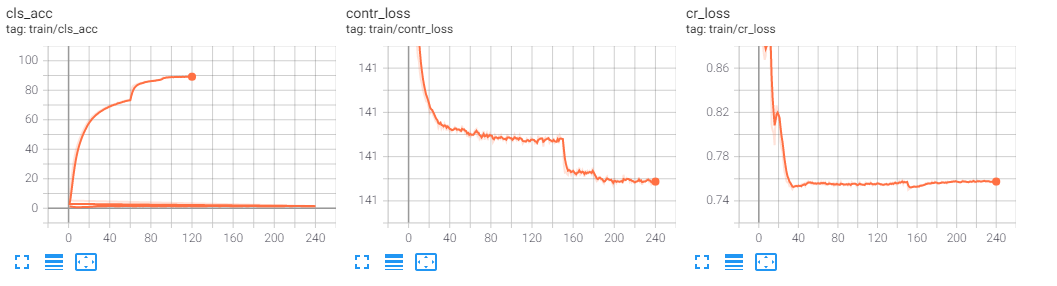 cls_acc
tag: train/cls_acc
100
80
60
40
20
0
0 40 80 120 160 200 240
contr_loss
tag: train/contr_loss
141
141
141
141
0 40 80 120 160 200 240
cr_loss
tag: train/cr_loss
0.86
0.82
0.78
0.74
0 40 80 120 160 200 240